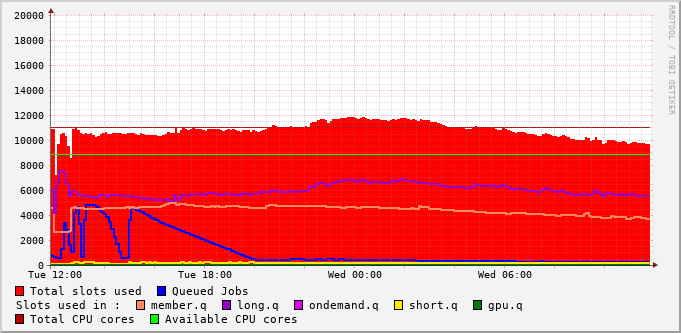 20000
18000
16000
14000
12000
10000
8000
6000
4000
2000
0
Tue 12:00 Tue 18:00 Wed 00:00 Wed 06:00
Total slots used Queued Jobs
Slots used in : member.q long.q ondemand.q short.q gpu.q
Total CPU cores Available CPU cores
RRDTOOL / TOBI OETIKER